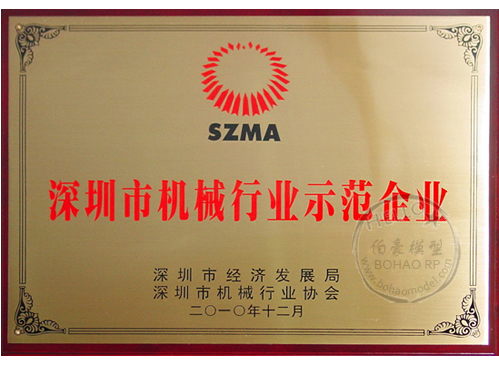 SZMA
深圳市机械行业示范企业
伯豪模型
BOHAO RP
www.bohaomodel.com
深圳市经济发展局
深圳市机械行业协会
二〇一〇年十二月